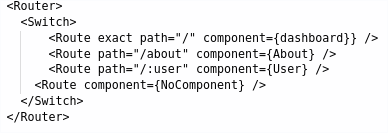 <Router>
  <Switch>
      <Route exact path="/" component={dashboard}} />
      <Route path="/about" component={About} />
      <Route path="/:user" component={User} />
    <Route component={NoComponent} />
  </Switch>
</Router>